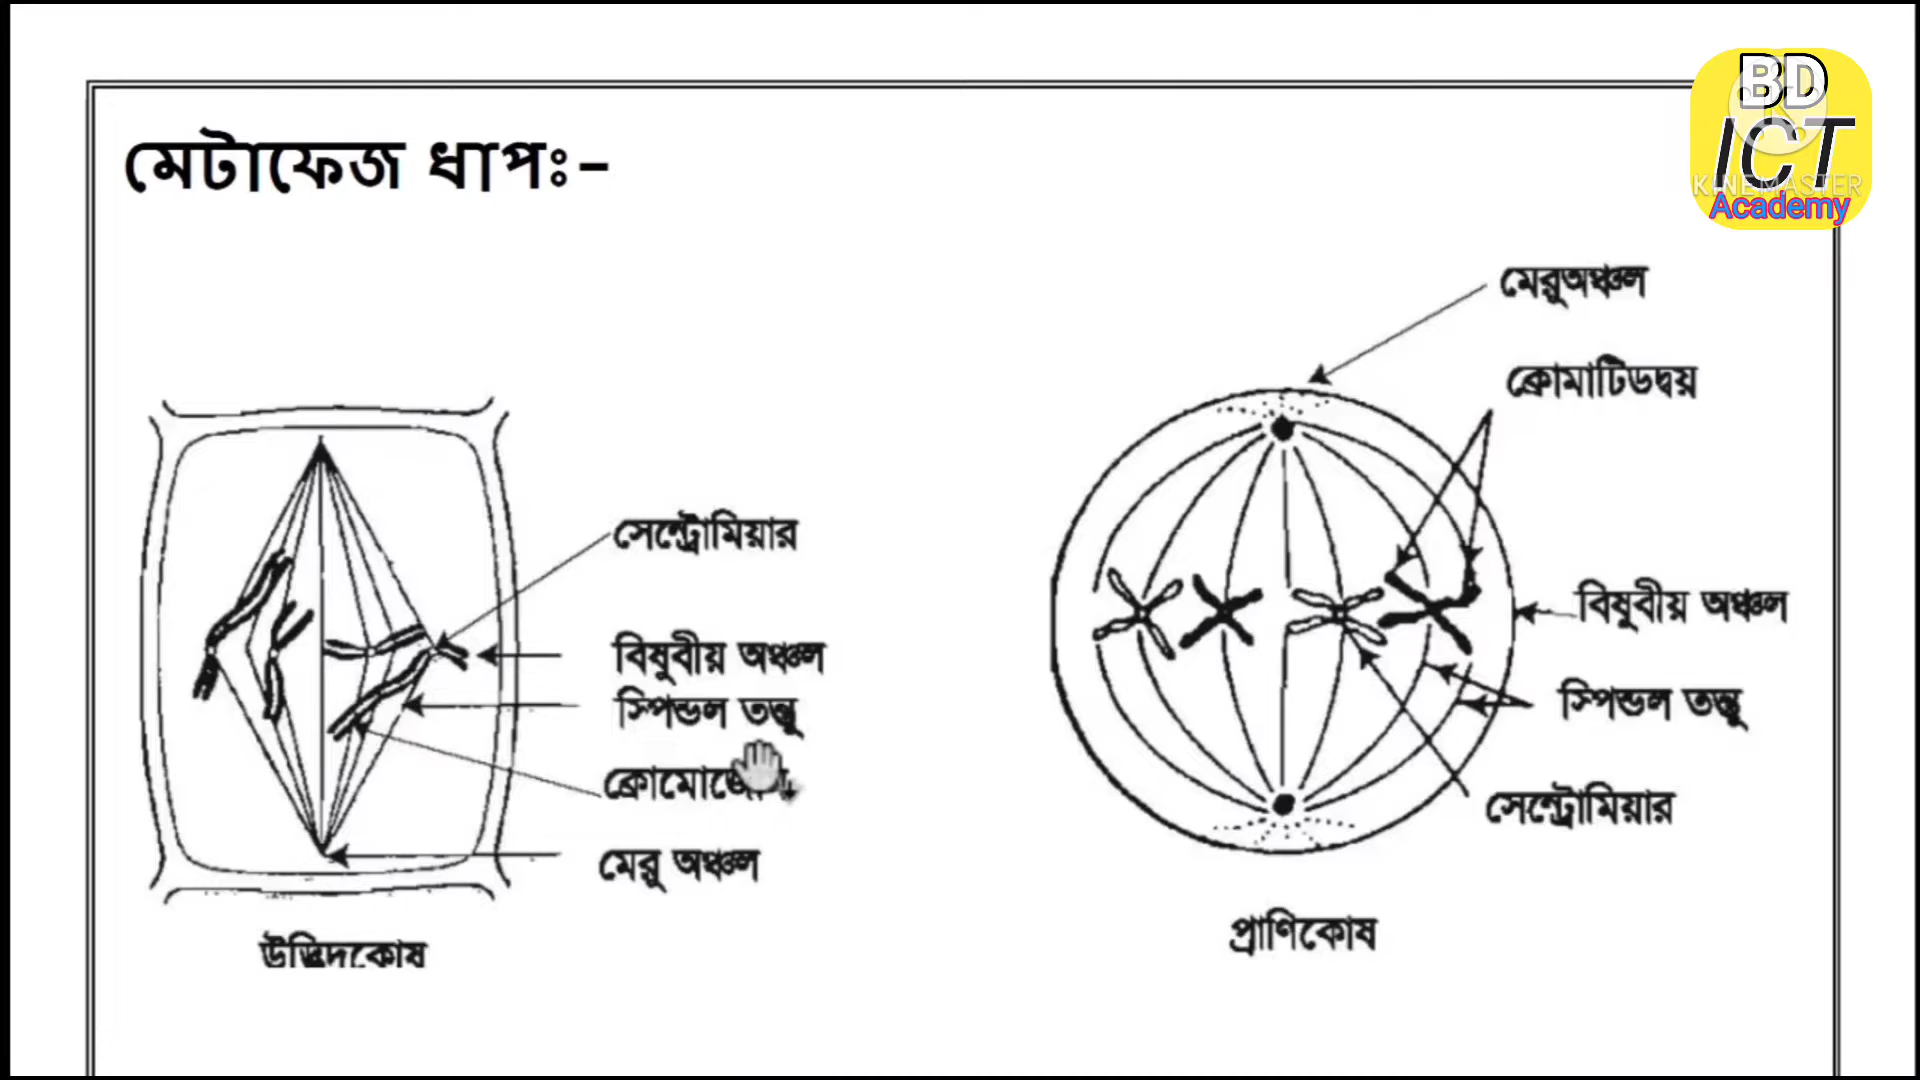 মেটাফেজ ধাপঃ-
BD
ICT
KINEMASTER
Academy
মেরুঅঞ্চল
ক্রোমাটিডদ্বয়
সেন্ট্রোমিয়ার
বিষুবীয় অঞ্চল
স্পিন্ডল তন্তু
মেরু অঞ্চল
উদ্ভিদকোষ
বিষুবীয় অঞ্চল
স্পিন্ডল তন্তু
সেন্ট্রোমিয়ার
প্রাণিকোষ